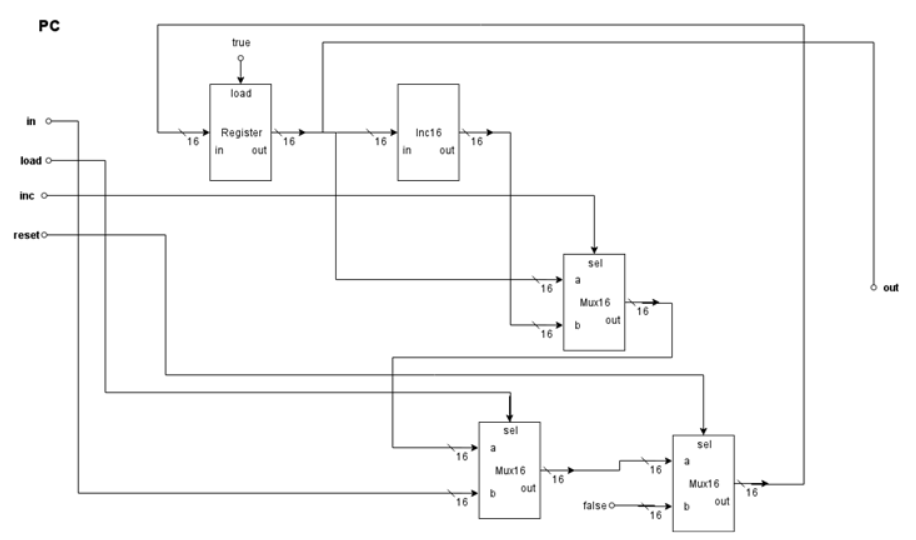 PC
true
load
in
Register
Inc16
16
16
16
16
in out
in out
load
inc
reset
sel
a
16
Mux16
16
out
b
16
out
sel
a
16
Mux16
16
out
b
16
sel
a
16
Mux16
16
out
false
b
16